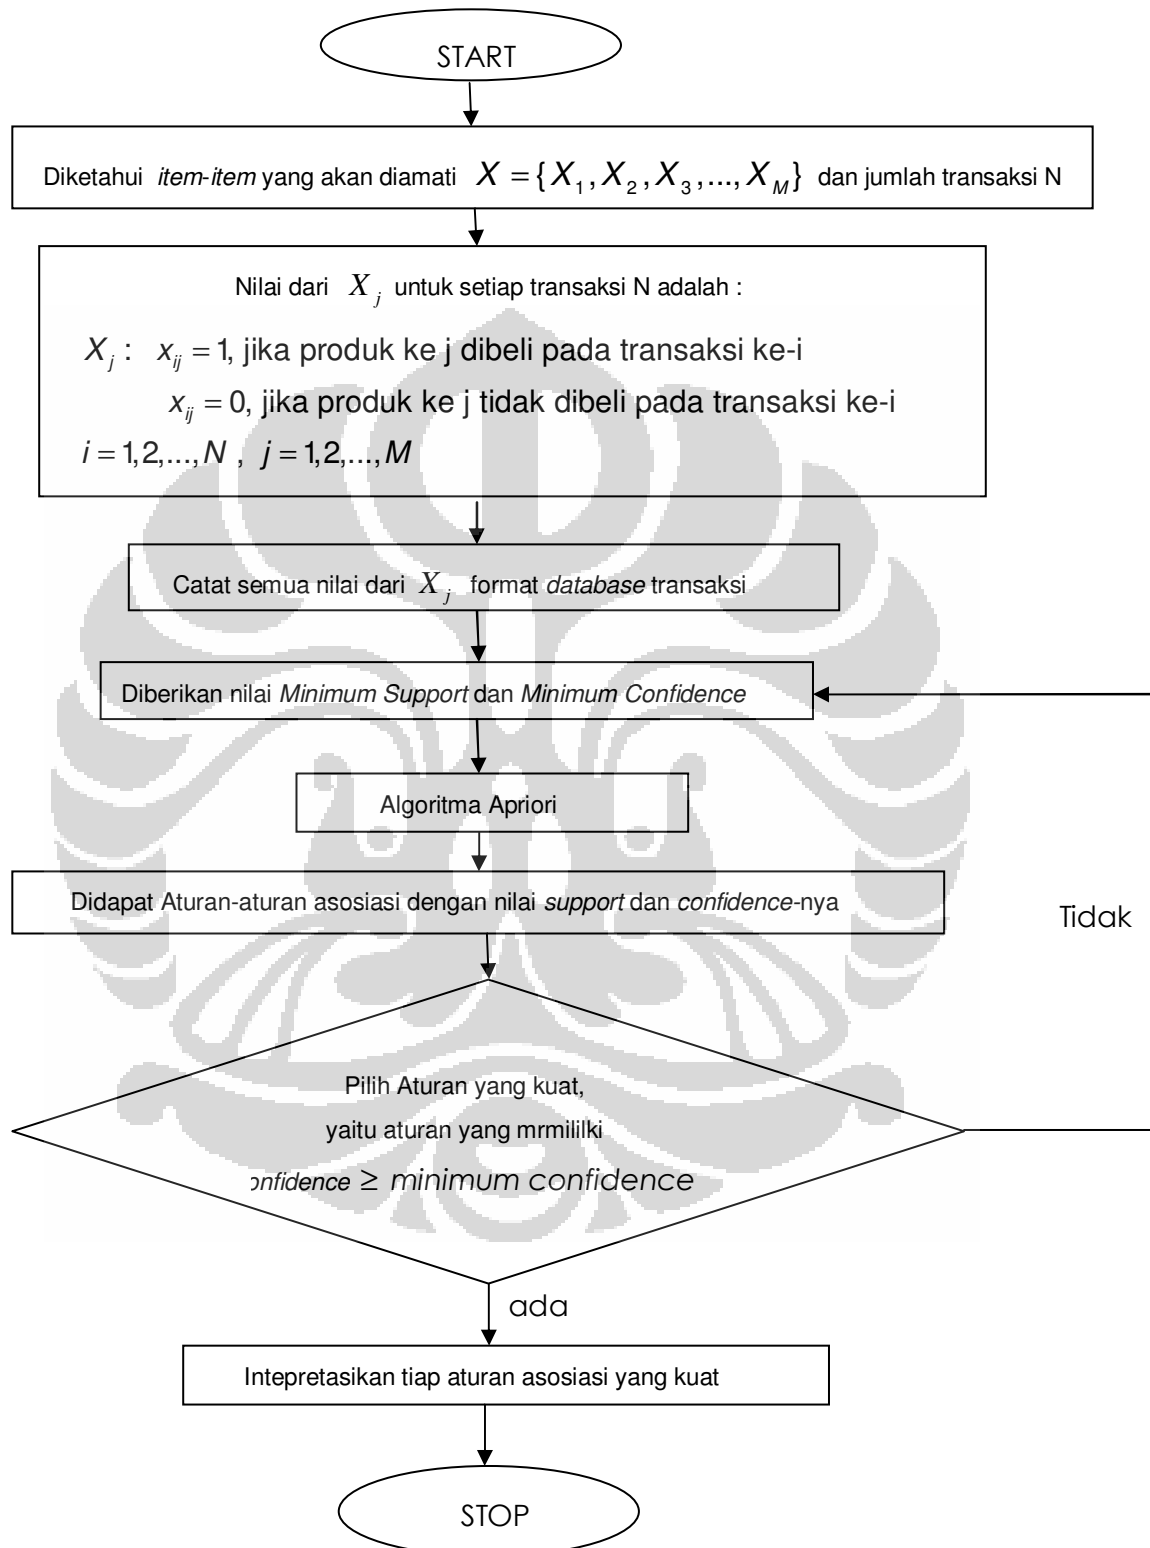 START
Diketahui item-item yang akan diamati X = {X₁, X₂, X₃, ..., X_M} dan jumlah transaksi N
Nilai dari X_j untuk setiap transaksi N adalah :
X_j : x_ij = 1, jika produk ke j dibeli pada transaksi ke-i
x_ij = 0, jika produk ke j tidak dibeli pada transaksi ke-i
i = 1,2,...,N , j = 1,2,...,M
Catat semua nilai dari X_j format database transaksi
Diberikan nilai Minimum Support dan Minimum Confidence
Algoritma Apriori
Didapat Aturan-aturan asosiasi dengan nilai support dan confidence-nya
Tidak
Pilih Aturan yang kuat,
yaitu aturan yang mrmililki
onfidence ≥ minimum confidence
ada
Intepretasikan tiap aturan asosiasi yang kuat
STOP